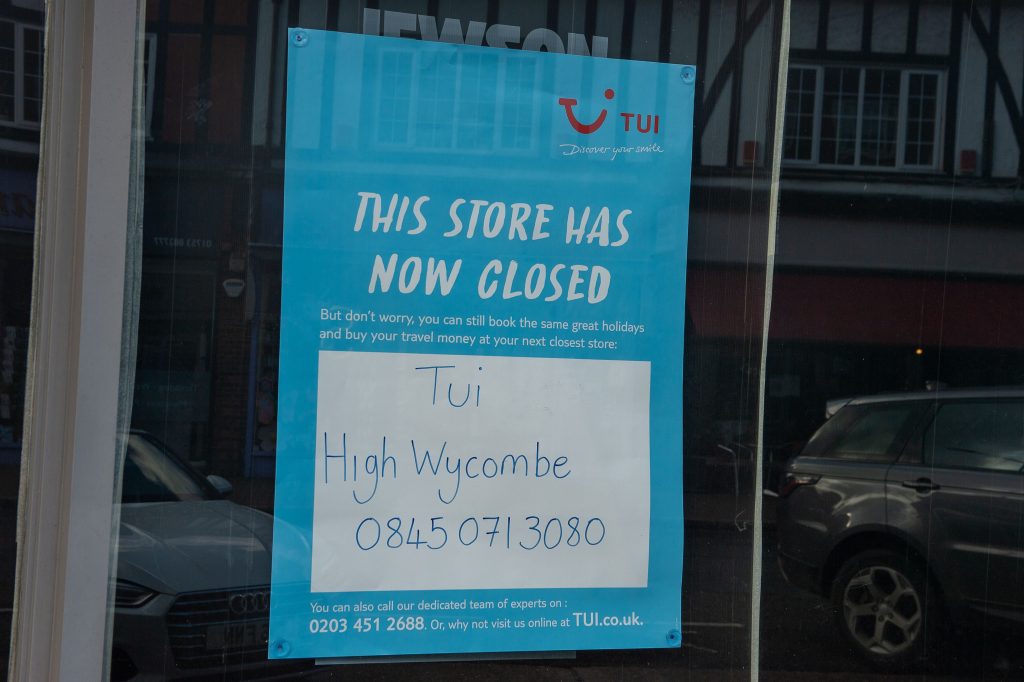 JEWSON
TUI
Discover your smile
THIS STORE HAS
NOW CLOSED
But don't worry, you can still book the same great holidays
and buy your travel money at your next closest store:
Tui
High Wycombe
0845 071 3080
You can also call our dedicated team of experts on :
0203 451 2688. Or, why not visit us online at TUI.co.uk.